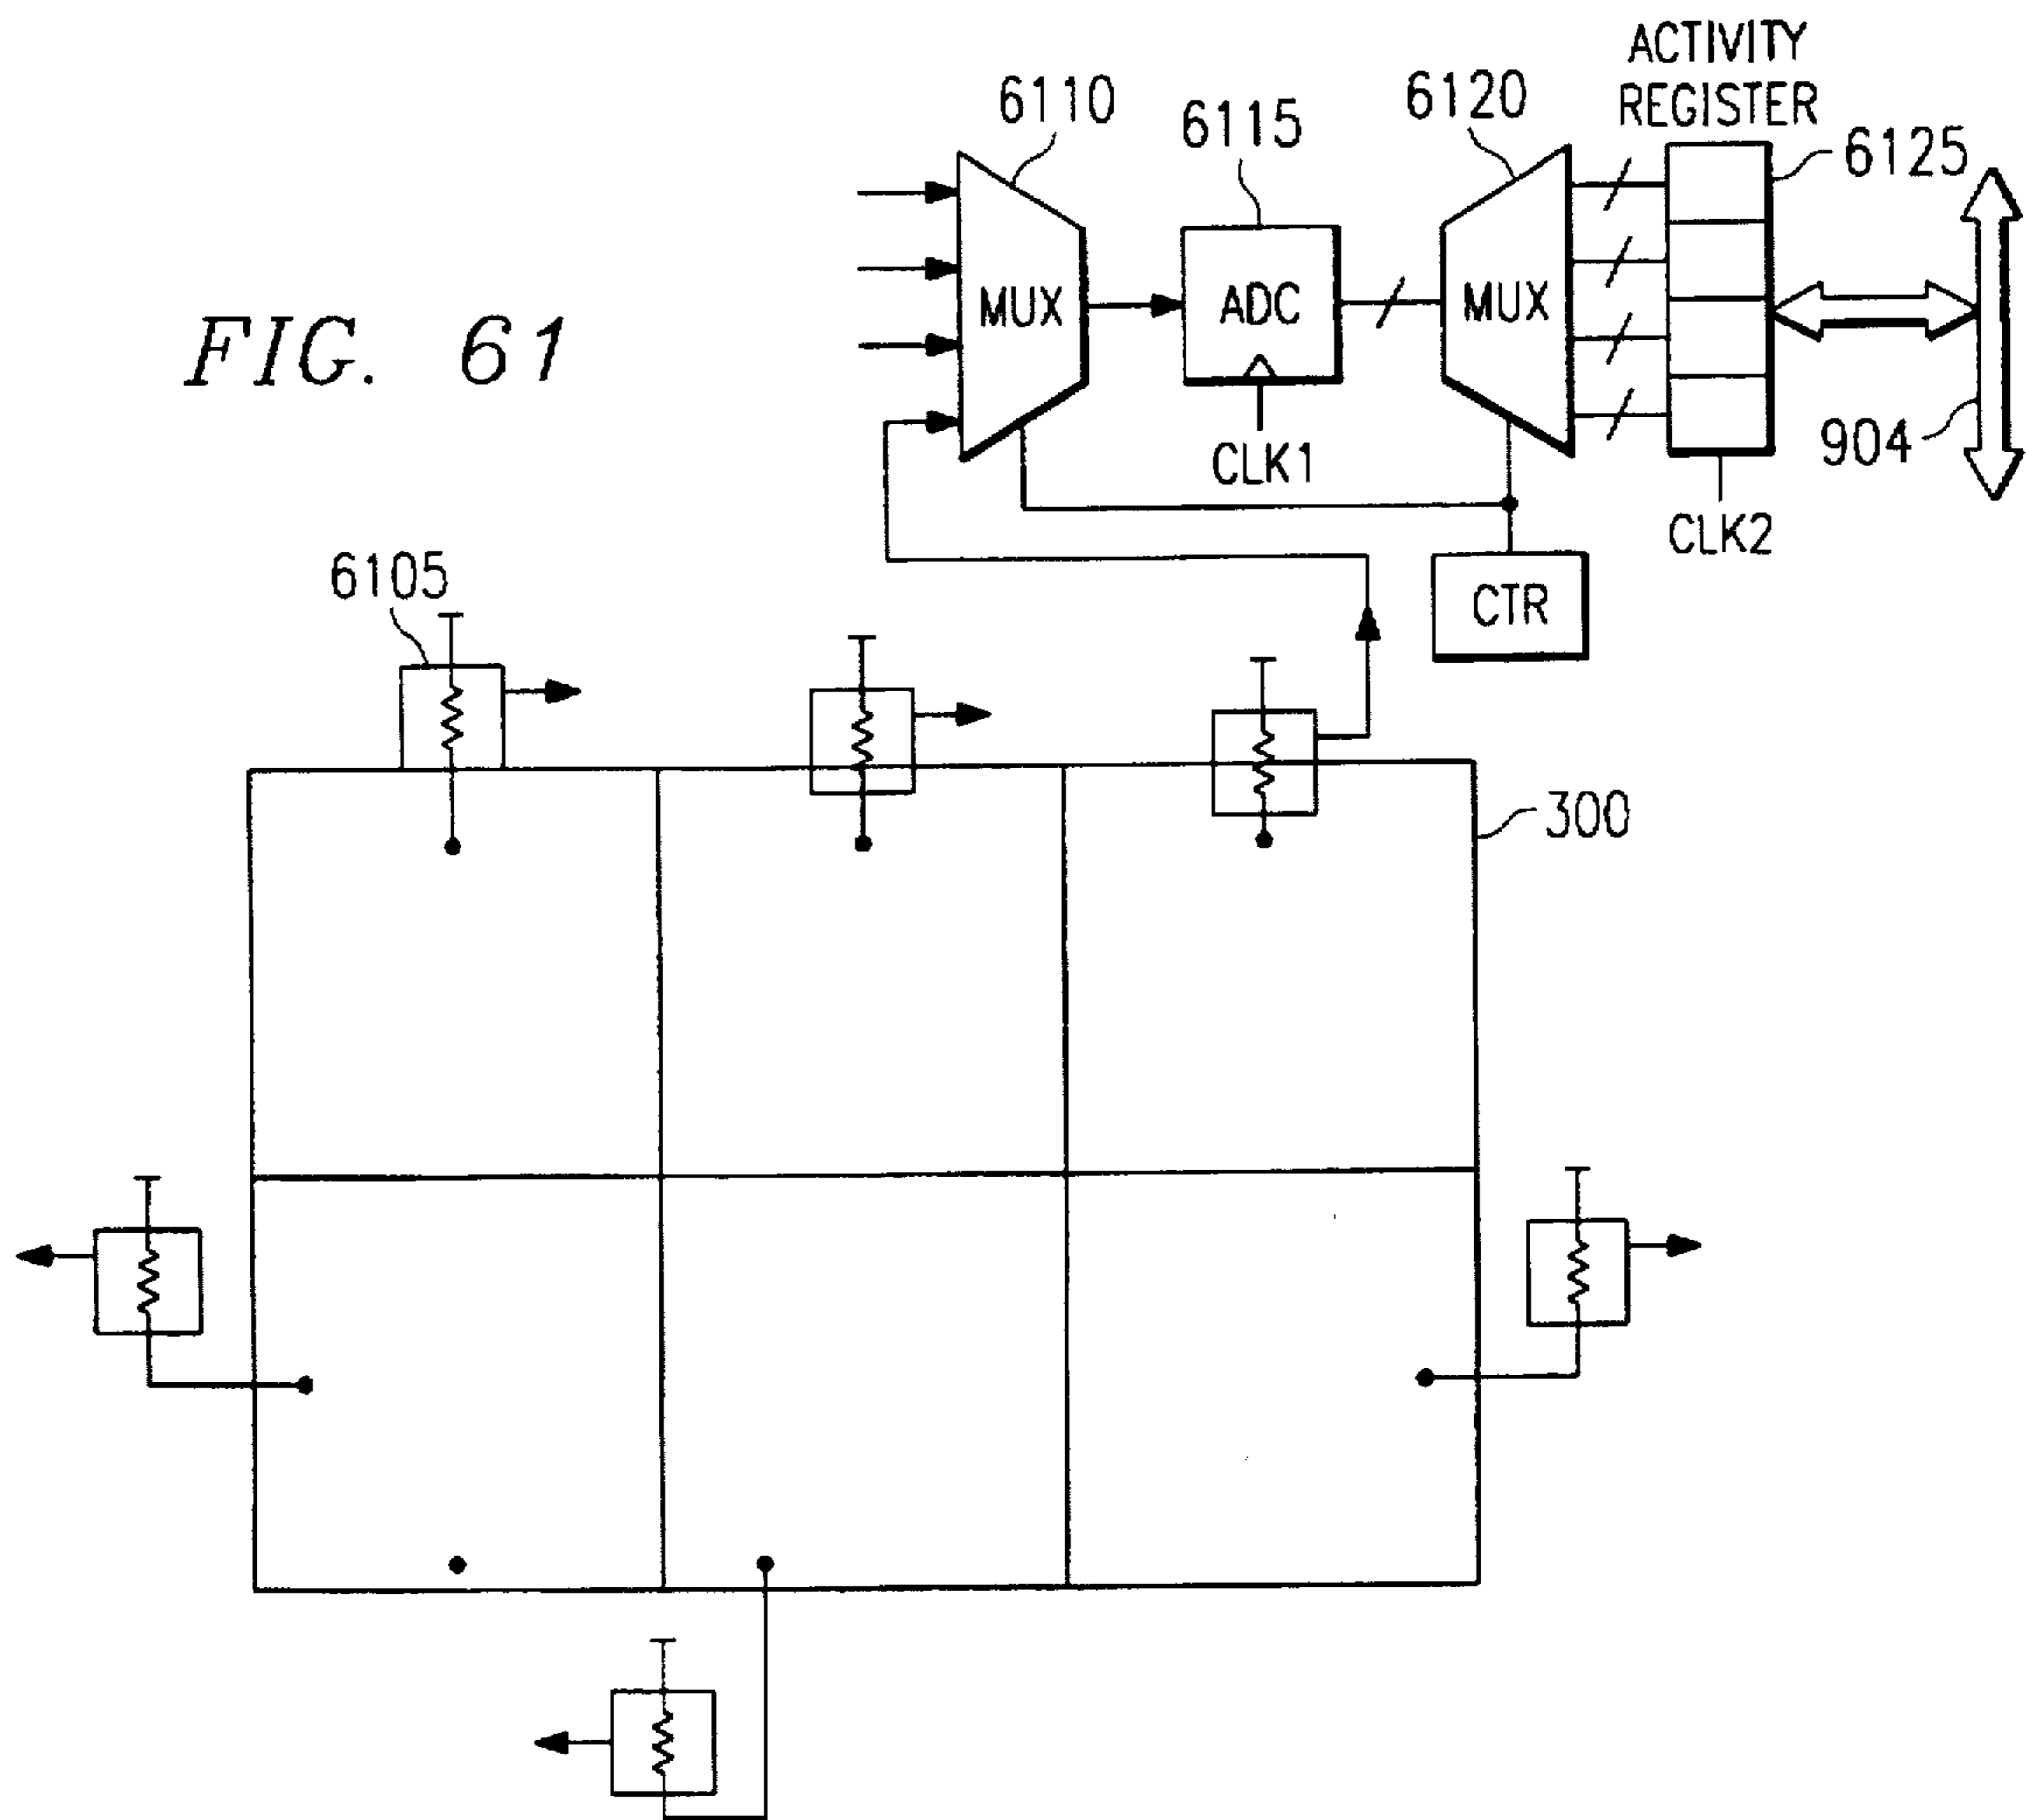 ACTIVITY
REGISTER
6110
6115
6120
6125
MUX
ADC
MUX
FIG. 61
904
CLK1
CLK2
6105
CTR
300